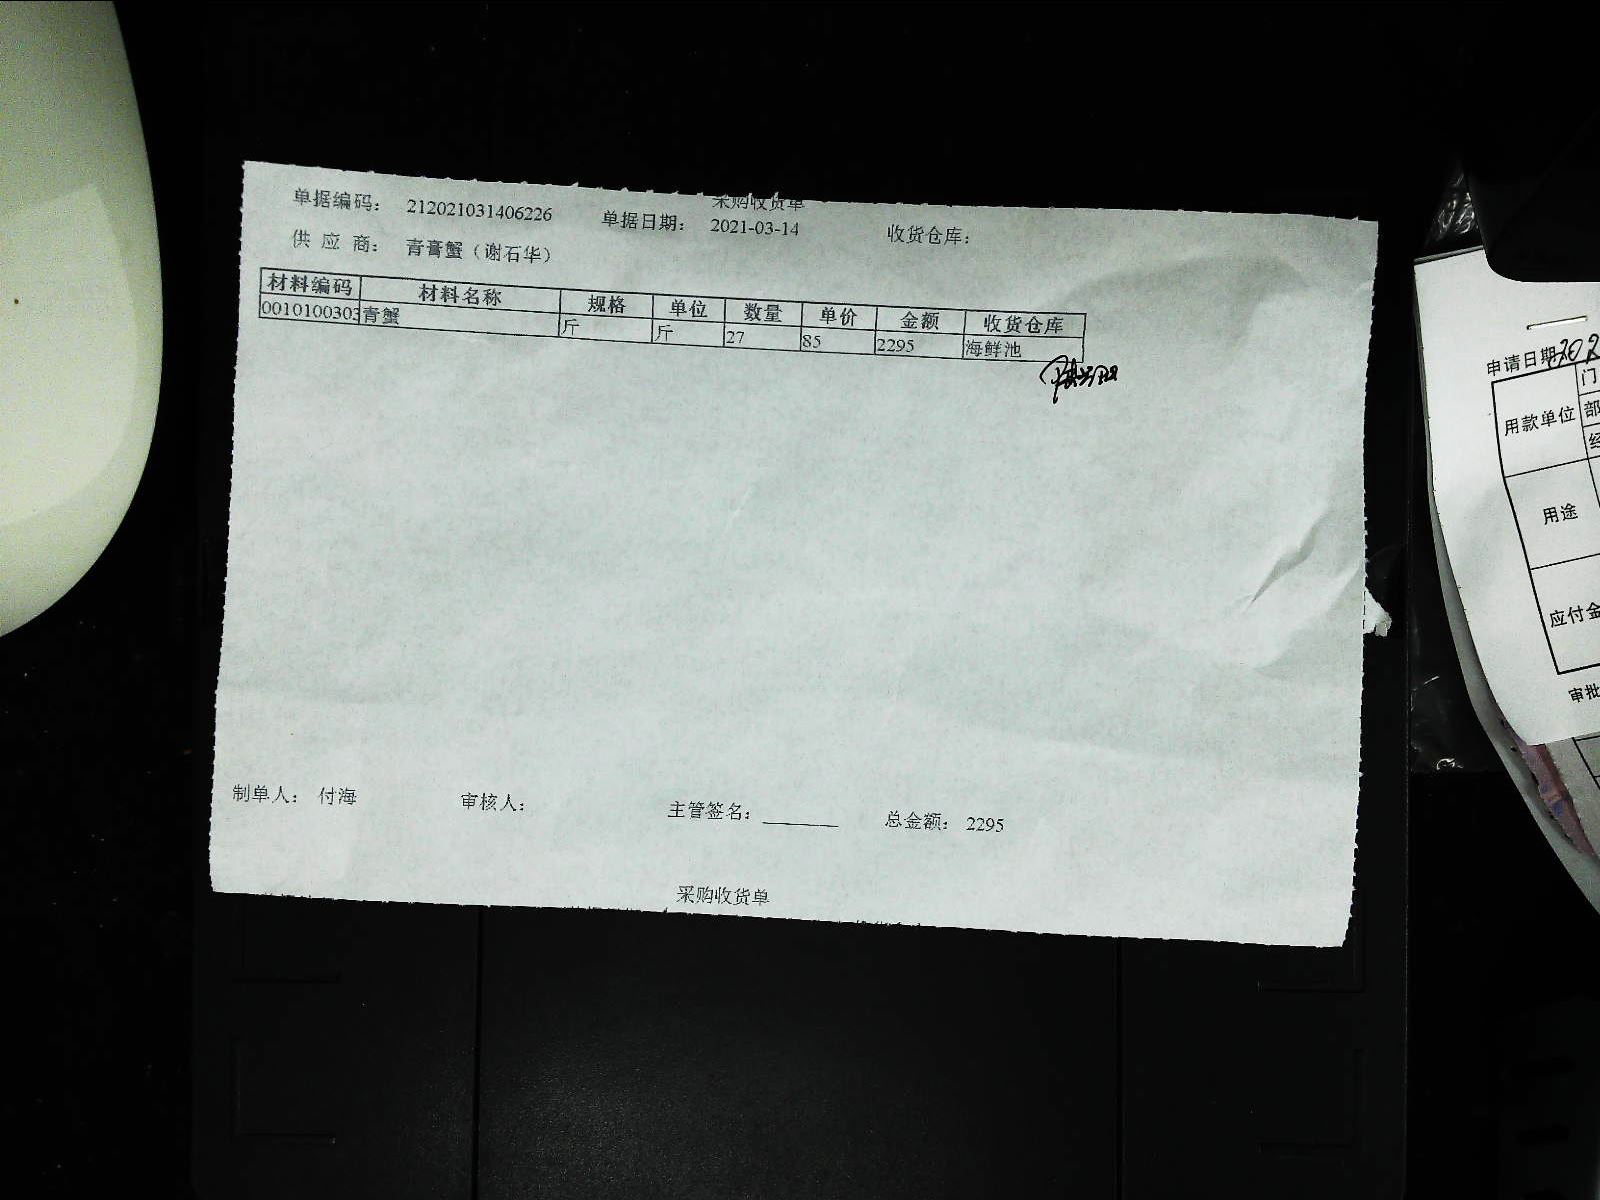 采购收货单
单据编码： 212021031406226 单据日期： 2021-03-14 收货仓库：
供 应 商： 青膏蟹（谢石华）
材料编码 材料名称 规格 单位 数量 单价 金额 收货仓库
0010100303 青蟹 斤 斤 27 85 2295 海鲜池
制单人： 付海 审核人： 主管签名：________ 总金额： 2295
采购收货单
申请日期 202
用款单位
门
部
经
用途
应付金
审批